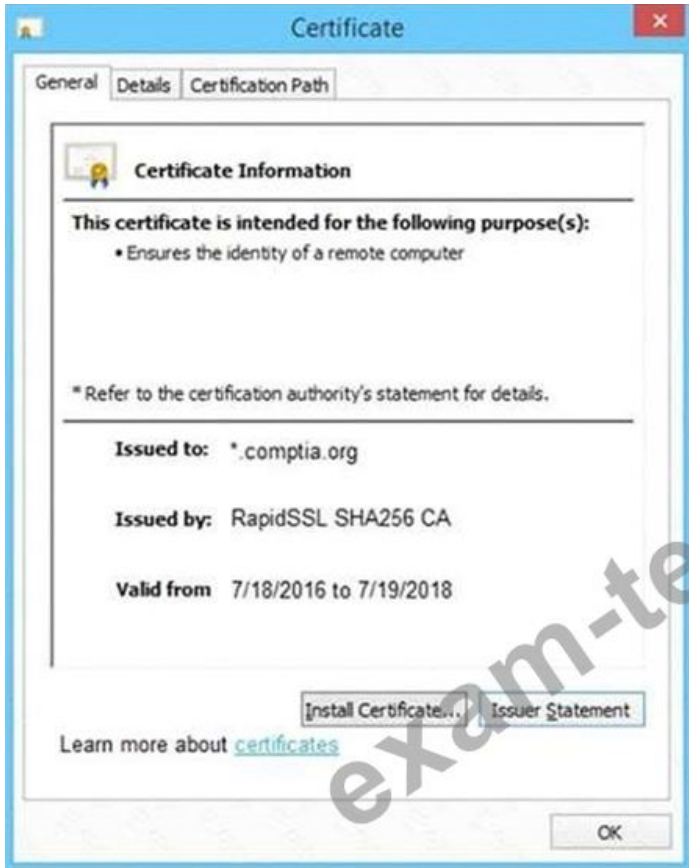 Certificate
General
Details
Certification Path
Certificate Information
This certificate is intended for the following purpose(s):
• Ensures the identity of a remote computer
* Refer to the certification authority's statement for details.
Issued to: *.comptia.org
Issued by: RapidSSL SHA256 CA
Valid from 7/18/2016 to 7/19/2018
Install Certificate...
Issuer Statement
Learn more about certificates
OK
exam-te